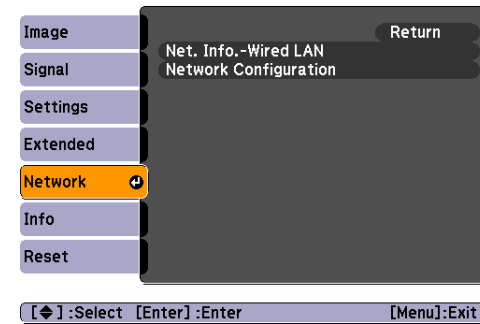 Image
Signal
Settings
Extended
Network
Info
Reset
Return
Net. Info.-Wired LAN
Network Configuration
[◆] :Select [Enter] :Enter [Menu]:Exit